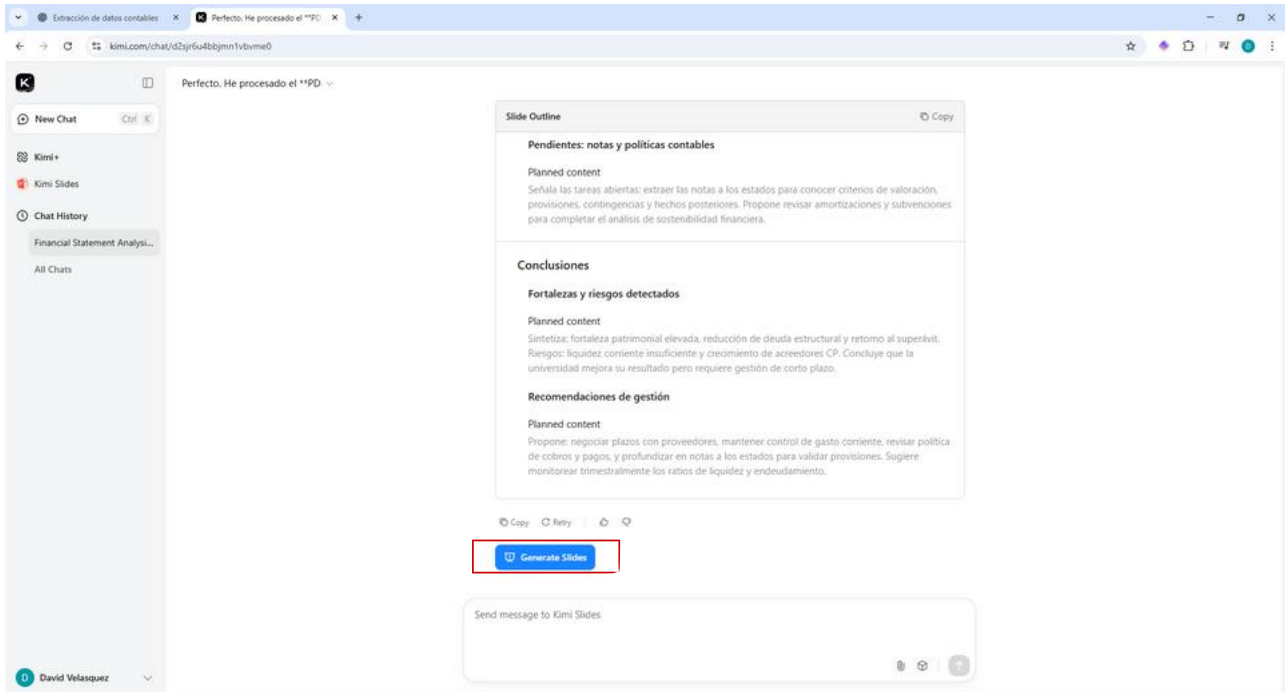 Extracción de datos contables
Perfecto. He procesado el **PD
kimi.com/chat/d2sjr6u4bbjmn1vbvme0
K
New Chat
Ctrl K
Kimi+
Kimi Slides
Chat History
Financial Statement Analysi...
All Chats
David Velasquez
D
Perfecto. He procesado el **PD
Slide Outline
Copy
Pendientes: notas y políticas contables
Planned content
Señala las tareas abiertas: extraer las notas a los estados para conocer criterios de valoración,
provisiones, contingencias y hechos posteriores. Propone revisar amortizaciones y subvenciones
para completar el análisis de sostenibilidad financiera.
Conclusiones
Fortalezas y riesgos detectados
Planned content
Sintetiza: fortaleza patrimonial elevada, reducción de deuda estructural y retorno al superávit.
Riesgos: liquidez corriente insuficiente y crecimiento de acreedores CP. Concluye que la
universidad mejora su resultado pero requiere gestión de corto plazo.
Recomendaciones de gestión
Planned content
Propone: negociar plazos con proveedores, mantener control de gasto corriente, revisar política
de cobros y pagos, y profundizar en notas a los estados para validar provisiones. Sugiere
monitorear trimestralmente los ratios de liquidez y endeudamiento.
Copy
Retry
Generate Slides
Send message to Kimi Slides